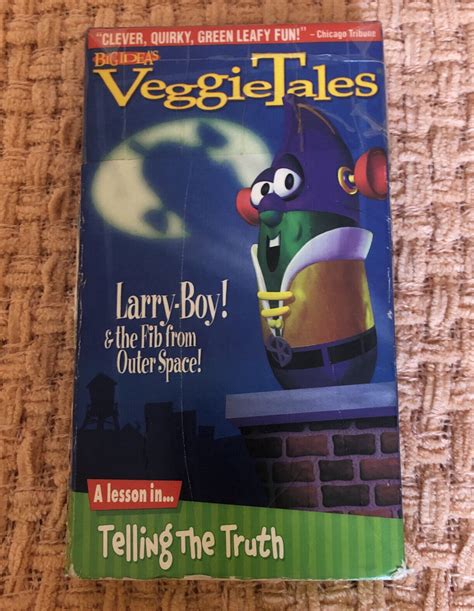 "CLEVER, QUIRKY, GREEN LEAFY FUN!" – Chicago Tribune
BIG IDEA'S
VeggieTales
Larry-Boy!
& the Fib from
Outer Space!
A lesson in...
Telling The Truth